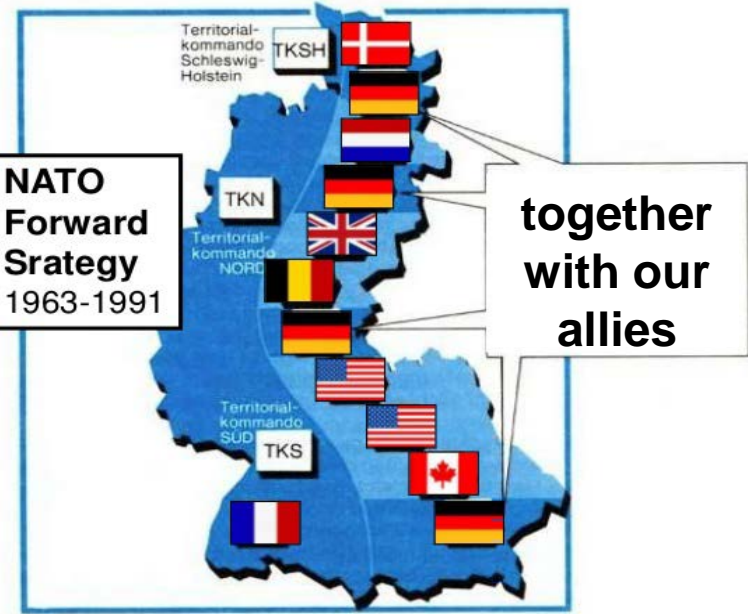 Territorial-
kommando
Schleswig-
Holstein
TKSH
NATO
Forward
Srategy
1963-1991
TKN
Territorial-
kommando
NORD
together
with our
allies
Territorial-
kommando
SÜD
TKS